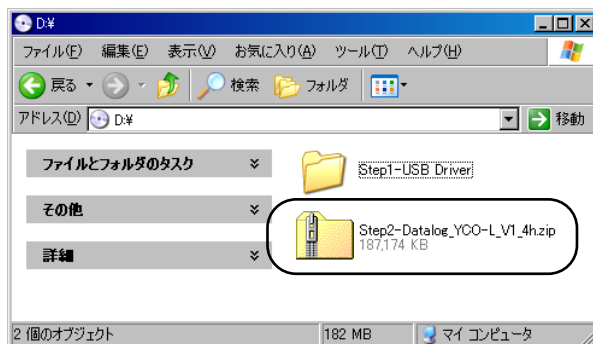 D:¥
ファイル(F) 編集(E) 表示(V) お気に入り(A) ツール(T) ヘルプ(H)
戻る 検索 フォルダ
アドレス(D) D:¥ 移動
ファイルとフォルダのタスク
その他
詳細
Step1-USB Driver
Step2-Datalog_YCO-L_V1_4h.zip
187,174 KB
2 個のオブジェクト 182 MB マイ コンピュータ